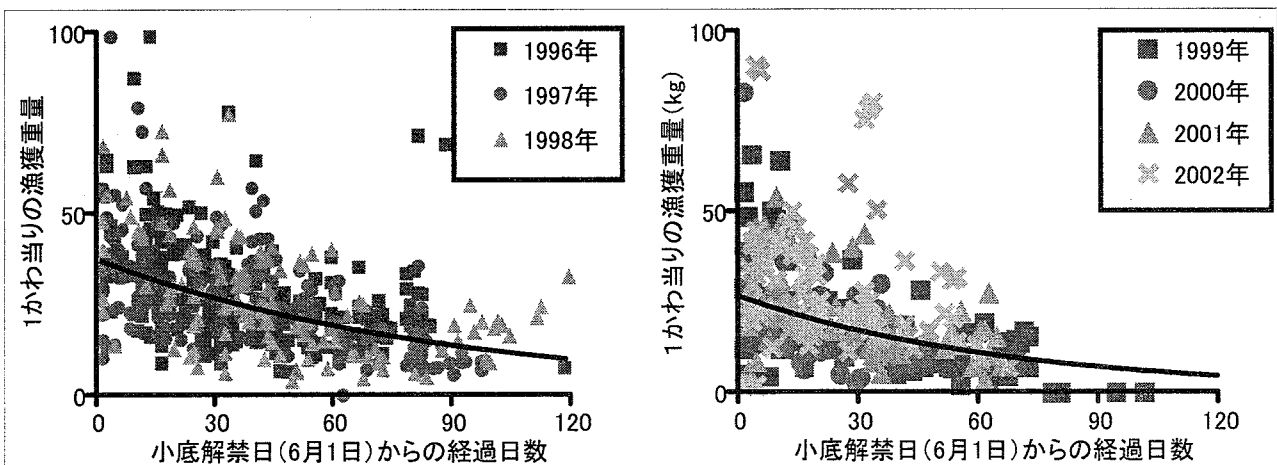 1かわ当りの漁獲重量
100
50
0
0 30 60 90 120
小底解禁日(6月1日)からの経過日数
1996年
1997年
1998年
1かわ当りの漁獲重量(kg)
100
50
0
0 30 60 90 120
小底解禁日(6月1日)からの経過日数
1999年
2000年
2001年
2002年